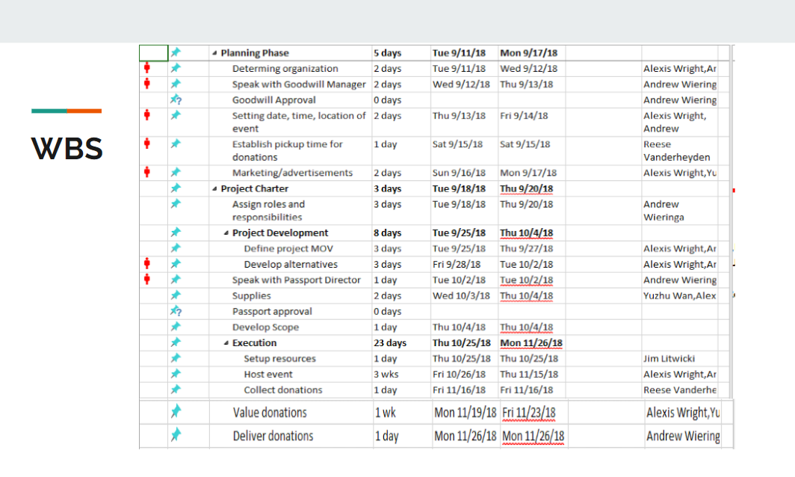 WBS
Planning Phase 5 days Tue 9/11/18 Mon 9/17/18
Determing organization 2 days Tue 9/11/18 Wed 9/12/18 Alexis Wright,Ar
Speak with Goodwill Manager 2 days Wed 9/12/18 Thu 9/13/18 Andrew Wiering
Goodwill Approval 0 days Andrew Wiering
Setting date, time, location of 2 days Thu 9/13/18 Fri 9/14/18 Alexis Wright,
event Andrew
Establish pickup time for 1 day Sat 9/15/18 Sat 9/15/18 Reese
donations Vanderheyden
Marketing/advertisements 2 days Sun 9/16/18 Mon 9/17/18 Alexis Wright,Yu
Project Charter 3 days Tue 9/18/18 Thu 9/20/18
Assign roles and 3 days Tue 9/18/18 Thu 9/20/18 Andrew
responsibilities Wieringa
Project Development 8 days Tue 9/25/18 Thu 10/4/18
Define project MOV 3 days Tue 9/25/18 Thu 9/27/18 Alexis Wright,Ar
Develop alternatives 3 days Fri 9/28/18 Tue 10/2/18 Alexis Wright,Ar
Speak with Passport Director 1 day Tue 10/2/18 Tue 10/2/18 Andrew Wiering
Supplies 2 days Wed 10/3/18 Thu 10/4/18 Yuzhu Wan,Alex
Passport approval 0 days
Develop Scope 1 day Thu 10/4/18 Thu 10/4/18
Execution 23 days Thu 10/25/18 Mon 11/26/18
Setup resources 1 day Thu 10/25/18 Thu 10/25/18 Jim Litwicki
Host event 3 wks Fri 10/26/18 Thu 11/15/18 Alexis Wright,Ar
Collect donations 1 day Fri 11/16/18 Fri 11/16/18 Reese Vanderhe
Value donations 1 wk Mon 11/19/18 Fri 11/23/18 Alexis Wright,Yu
Deliver donations 1 day Mon 11/26/18 Mon 11/26/18 Andrew Wiering